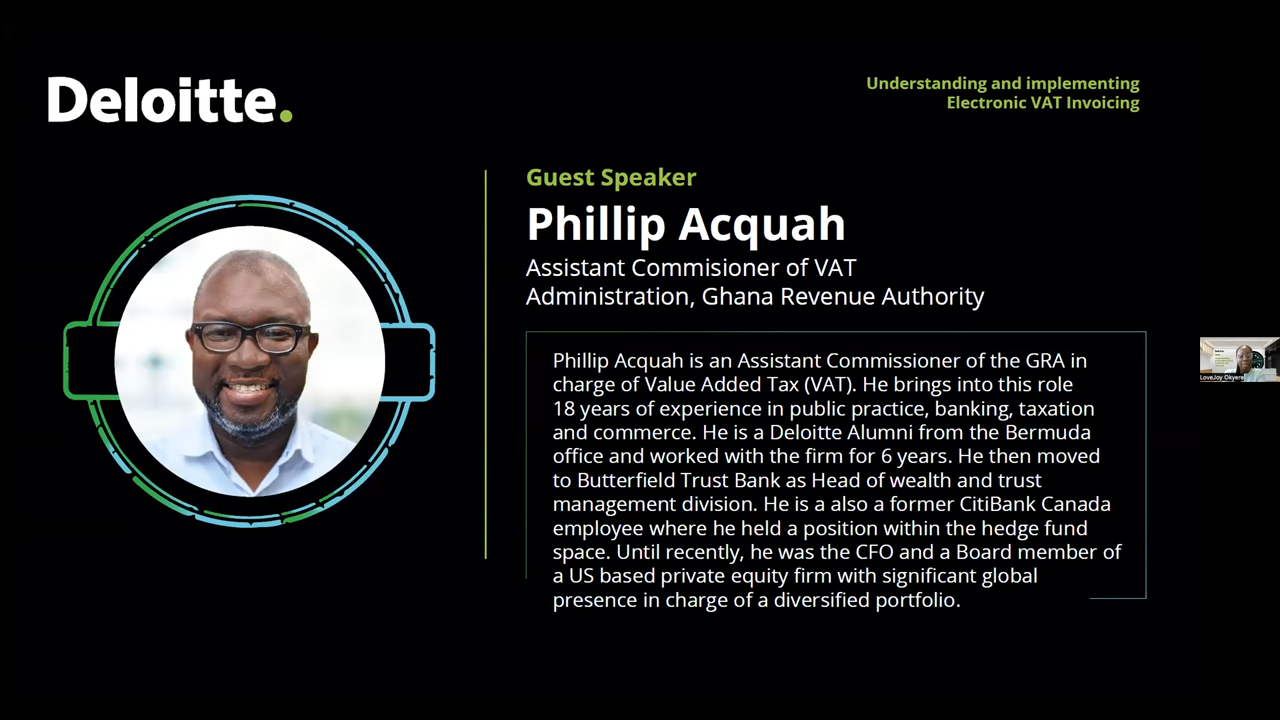 Deloitte.
Understanding and implementing
Electronic VAT Invoicing
Guest Speaker
Phillip Acquah
Assistant Commisioner of VAT
Administration, Ghana Revenue Authority
Phillip Acquah is an Assistant Commissioner of the GRA in
charge of Value Added Tax (VAT). He brings into this role
18 years of experience in public practice, banking, taxation
and commerce. He is a Deloitte Alumni from the Bermuda
office and worked with the firm for 6 years. He then moved
to Butterfield Trust Bank as Head of wealth and trust
management division. He is a also a former CitiBank Canada
employee where he held a position within the hedge fund
space. Until recently, he was the CFO and a Board member of
a US based private equity firm with significant global
presence in charge of a diversified portfolio.
LoveJoy Okyere